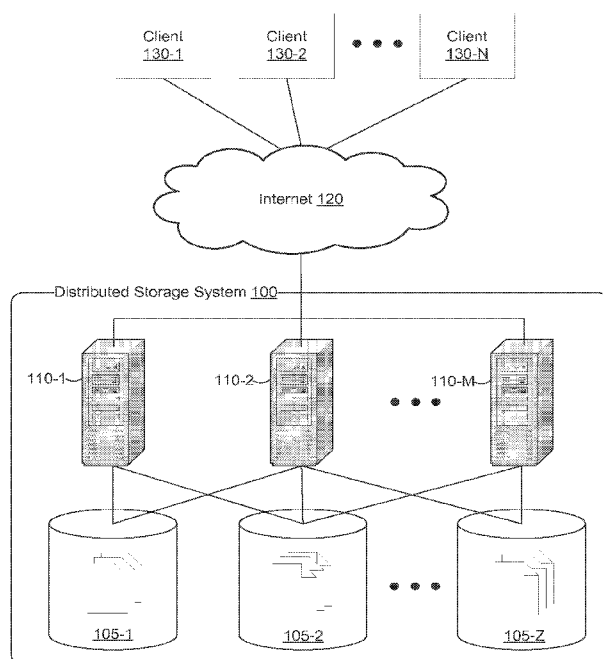 Client
130-1
Client
130-2
Client
130-N
Internet 120
Distributed Storage System 100
110-1
110-2
110-M
105-1
105-2
105-Z